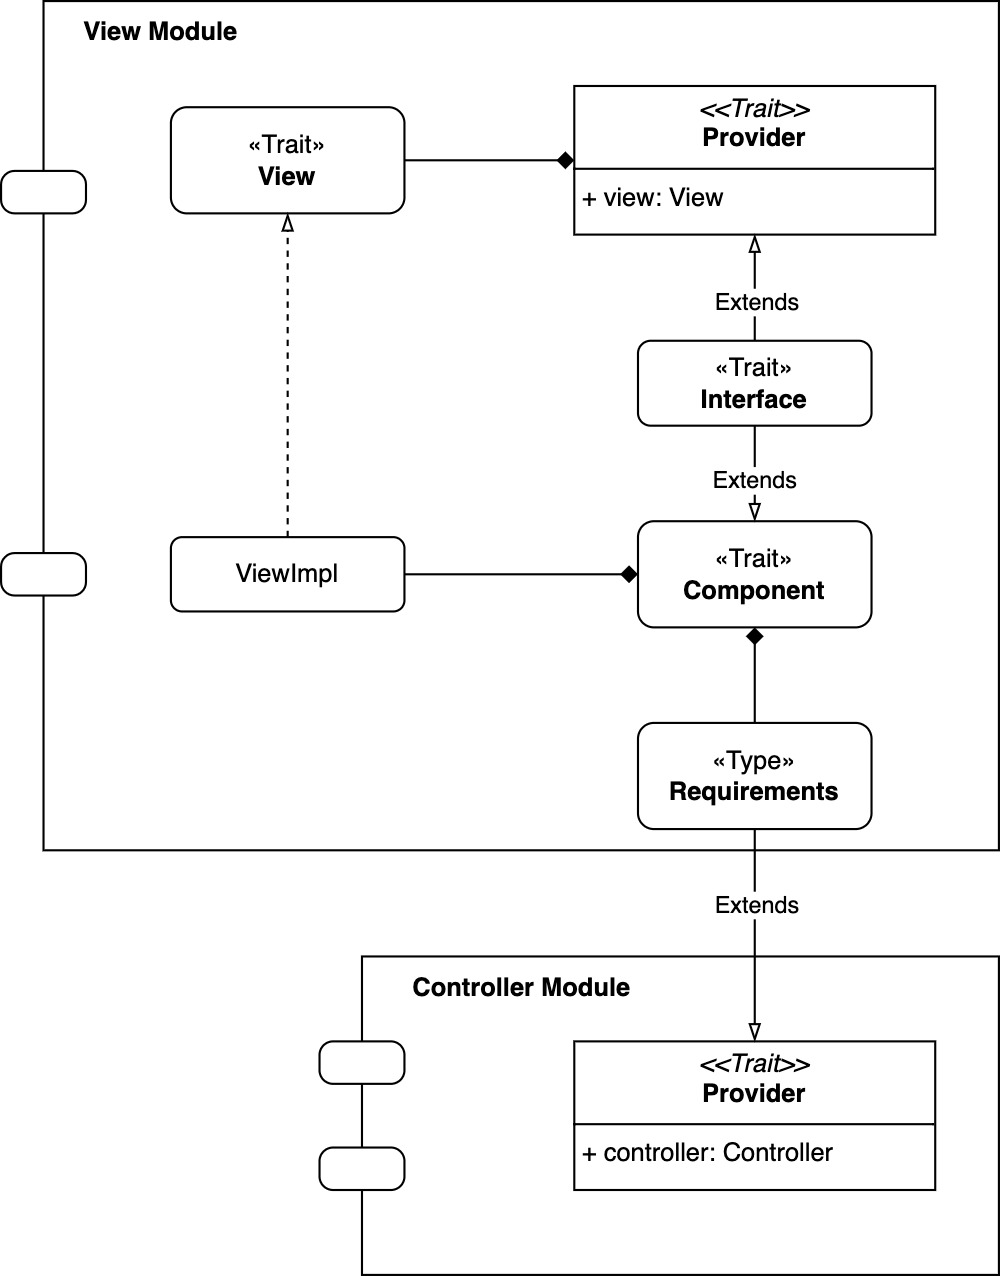 View Module
«Trait»
View
<<Trait>>
Provider
+ view: View
Extends
«Trait»
Interface
Extends
ViewImpl
«Trait»
Component
«Type»
Requirements
Extends
Controller Module
<<Trait>>
Provider
+ controller: Controller